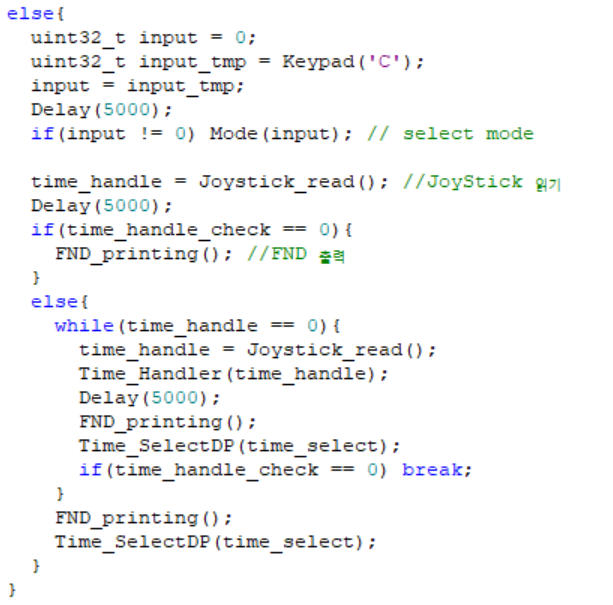 else{
  uint32_t input = 0;
  uint32_t input_tmp = Keypad('C');
  input = input_tmp;
  Delay(5000);
  if(input != 0) Mode(input); // select mode

  time_handle = Joystick_read(); //JoyStick 읽기
  Delay(5000);
  if(time_handle_check == 0){
    FND_printing(); //FND 출력
  }
  else{
    while(time_handle == 0){
      time_handle = Joystick_read();
      Time_Handler(time_handle);
      Delay(5000);
      FND_printing();
      Time_SelectDP(time_select);
      if(time_handle_check == 0) break;
    }
    FND_printing();
    Time_SelectDP(time_select);
  }
}